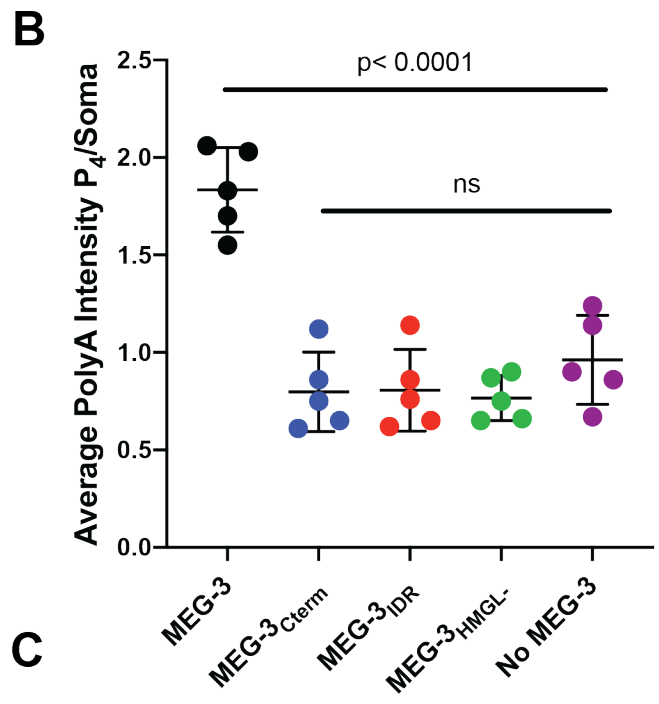 B
Average PolyA Intensity P4/Soma
2.5
2.0
1.5
1.0
0.5
0.0
p< 0.0001
ns
MEG-3
MEG-3Cterm
MEG-3IDR
MEG-3HMGL-
No MEG-3
C